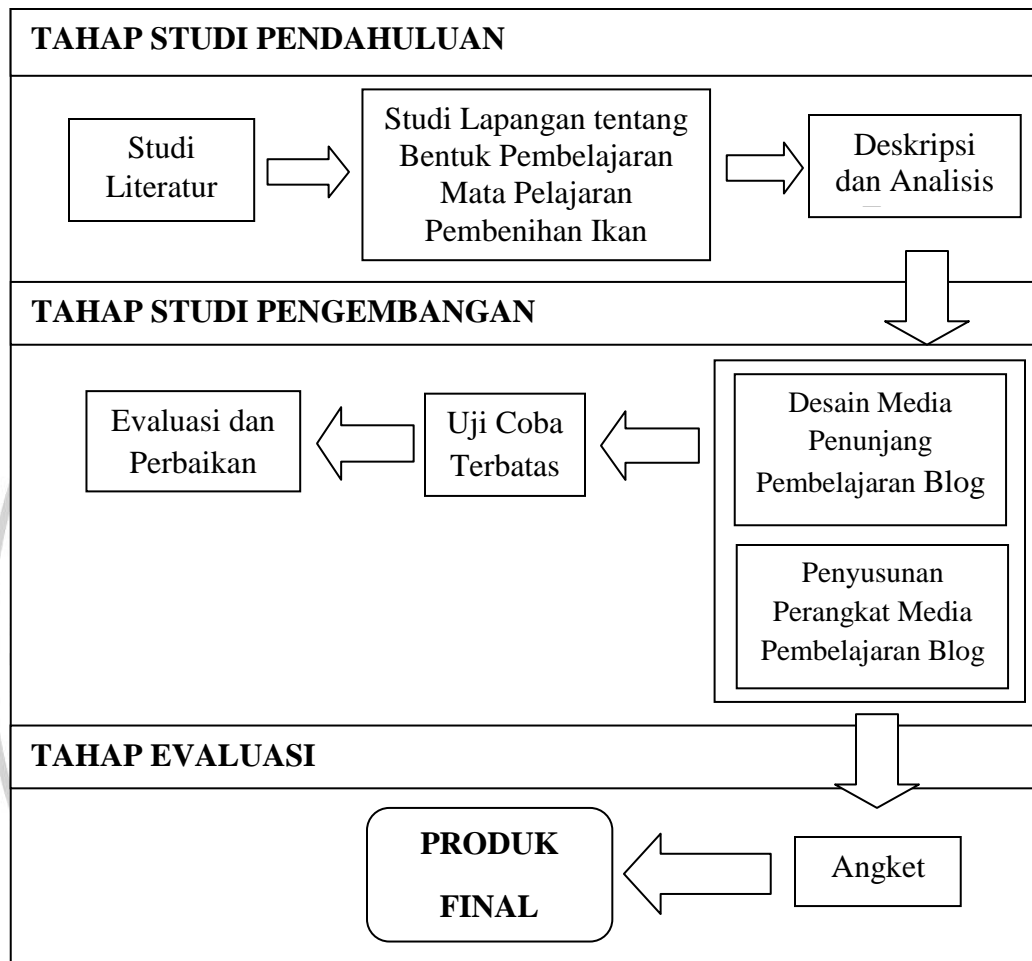 TAHAP STUDI PENDAHULUAN
Studi
Literatur
Studi Lapangan tentang
Bentuk Pembelajaran
Mata Pelajaran
Pembenihan Ikan
Deskripsi
dan Analisis
TAHAP STUDI PENGEMBANGAN
Evaluasi dan
Perbaikan
Uji Coba
Terbatas
Desain Media
Penunjang
Pembelajaran Blog
Penyusunan
Perangkat Media
Pembelajaran Blog
TAHAP EVALUASI
PRODUK
FINAL
Angket